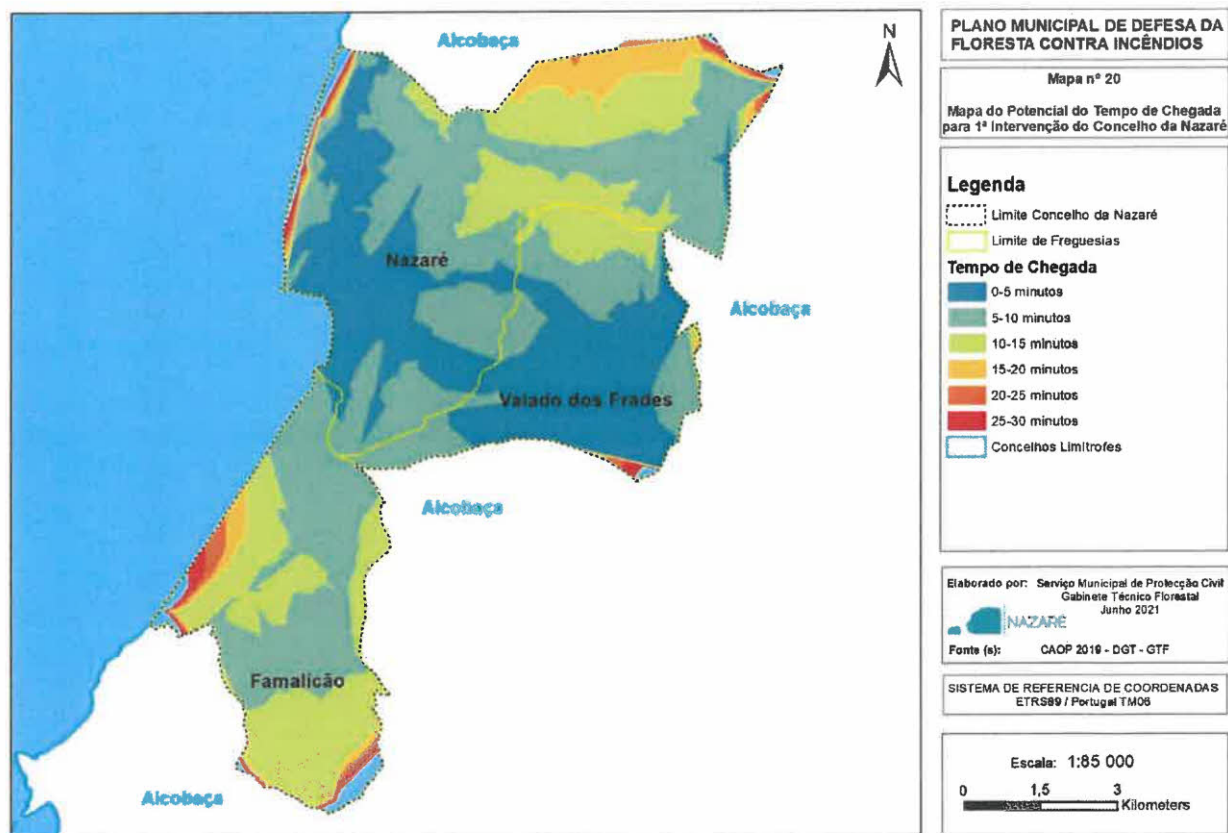 Alcobaça
N
Nazaré
Alcobaça
Valado dos Frades
Alcobaça
Famalicão
Alcobaça
PLANO MUNICIPAL DE DEFESA DA
FLORESTA CONTRA INCÊNDIOS
Mapa nº 20
Mapa do Potencial do Tempo de Chegada
para 1ª Intervenção do Concelho da Nazaré
Legenda
Limite Concelho da Nazaré
Limite de Freguesias
Tempo de Chegada
0-5 minutos
5-10 minutos
10-15 minutos
15-20 minutos
20-25 minutos
25-30 minutos
Concelhos Limítrofes
Elaborado por: Serviço Municipal de Protecção Civil
Gabinete Técnico Florestal
Junho 2021
NAZARÉ
Fonte (s): CAOP 2019 - DGT - GTF
SISTEMA DE REFERENCIA DE COORDENADAS
ETRS89 / Portugal TM06
Escala: 1:85 000
0 1,5 3
Kilometers